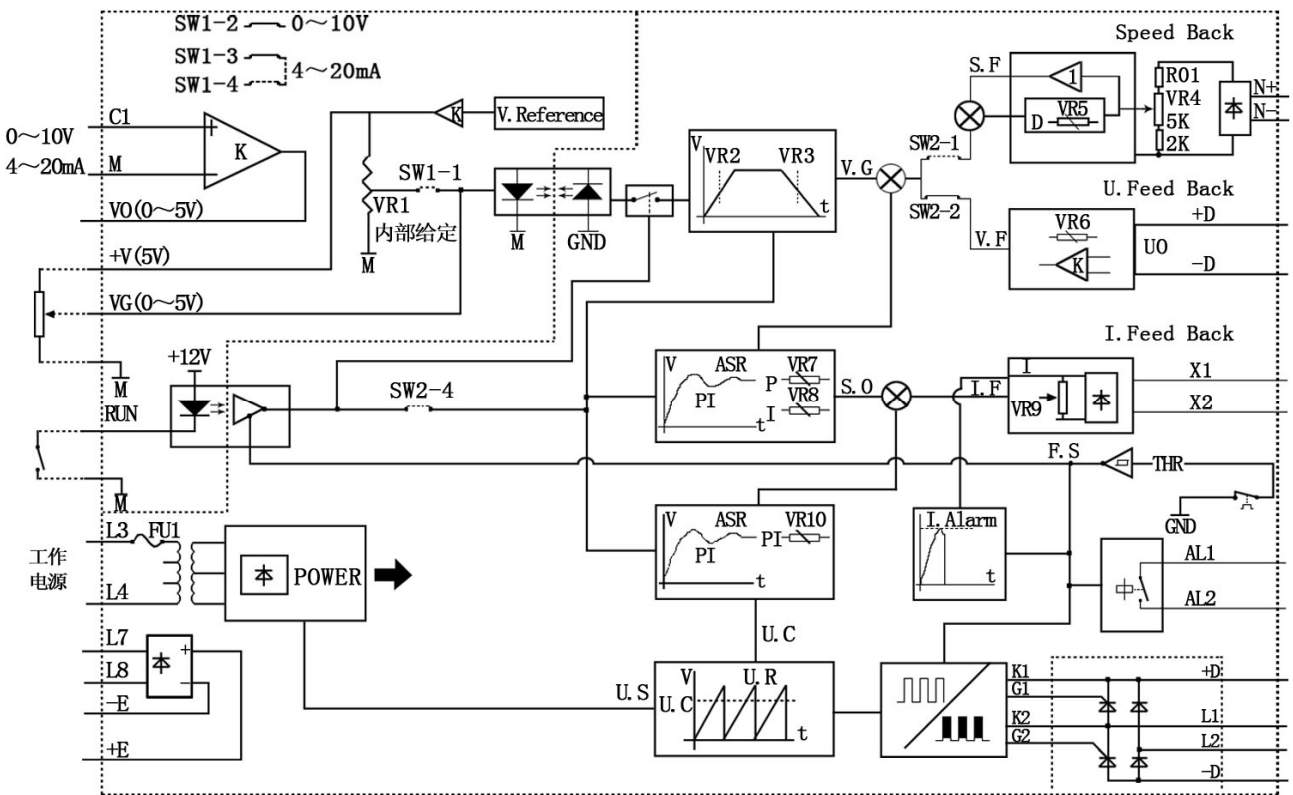 SW1-2 0～10V
SW1-3
SW1-4
4～20mA
Speed Back
C1
0～10V
4～20mA
M
K
VO(0～5V)
+V(5V)
VG(0～5V)
M
K
V.Reference
SW1-1
VR1
内部给定
M
M
GND
V
VR2
VR3
t
V.G
SW2-1
SW2-2
S.F
1
D
VR5
R01
VR4
5K
2K
N+
N-
U.Feed Back
V.F
VR6
K
+D
UO
-D
+12V
RUN
M
SW2-4
V
ASR
PI
t
P
VR7
I
VR8
S.O
I.Feed Back
I.F
I
VR9
X1
X2
F.S
THR
GND
V
ASR
PI
t
PI
VR10
I.Alarm
t
AL1
AL2
工作
电源
L3
FU1
L4
POWER
L7
L8
+
-
-E
+E
U.C
U.S
V
U.R
U.C
t
K1
G1
K2
G2
+D
L1
L2
-D